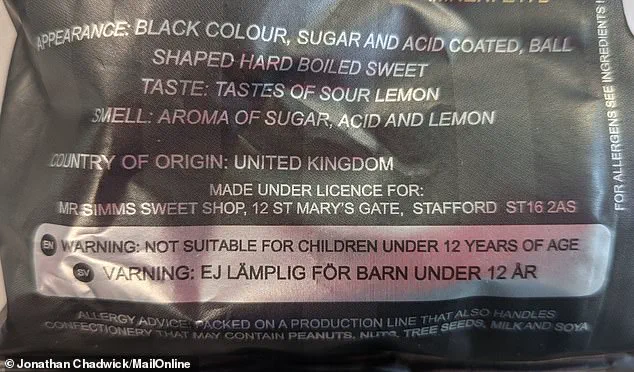 APPEARANCE: BLACK COLOUR, SUGAR AND ACID COATED, BALL
SHAPED HARD BOILED SWEET
TASTE: TASTES OF SOUR LEMON
SMELL: AROMA OF SUGAR, ACID AND LEMON
COUNTRY OF ORIGIN: UNITED KINGDOM
MADE UNDER LICENCE FOR:
MR SIMMS SWEET SHOP, 12 ST MARY'S GATE, STAFFORD ST16 2AS
EN WARNING: NOT SUITABLE FOR CHILDREN UNDER 12 YEARS OF AGE
SV VARNING: EJ LÄMPLIG FÖR BARN UNDER 12 ÅR
ALLERGY ADVICE: PACKED ON A PRODUCTION LINE THAT ALSO HANDLES
CONFECTIONERY THAT MAY CONTAIN PEANUTS, NUTS, TREE SEEDS, MILK AND SOYA
FOR ALLERGENS SEE INGREDIENTS
© Jonathan Chadwick/MailOnline